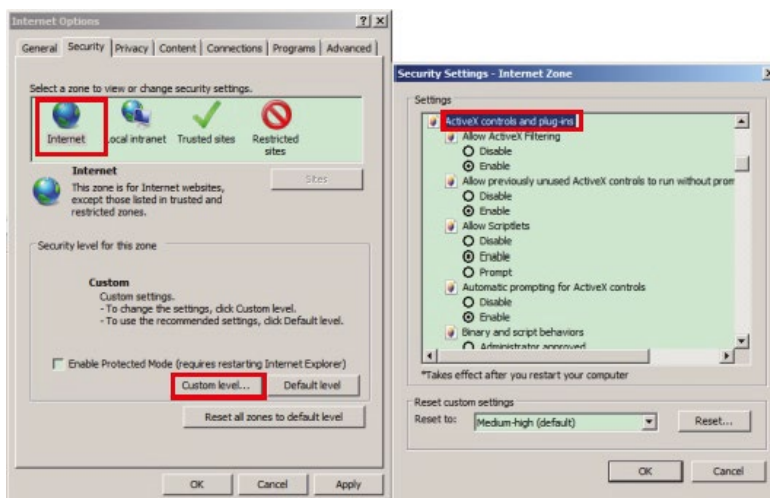 Internet Options
General Security Privacy Content Connections Programs Advanced
Select a zone to view or change security settings.
Internet Local intranet Trusted sites Restricted sites
Internet
This zone is for Internet websites,
except those listed in trusted and
restricted zones.
Sites
Security level for this zone
Custom
Custom settings.
- To change the settings, click Custom level.
- To use the recommended settings, click Default level.
Enable Protected Mode (requires restarting Internet Explorer)
Custom level... Default level
Reset all zones to default level
OK Cancel Apply
Security Settings - Internet Zone
Settings
ActiveX controls and plug-ins
Allow ActiveX Filtering
Disable
Enable
Allow previously unused ActiveX controls to run without prom
Disable
Enable
Allow Scriptlets
Disable
Enable
Prompt
Automatic prompting for ActiveX controls
Disable
Enable
Binary and script behaviors
Administrator approved
*Takes effect after you restart your computer
Reset custom settings
Reset to: Medium-high (default) Reset...
OK Cancel